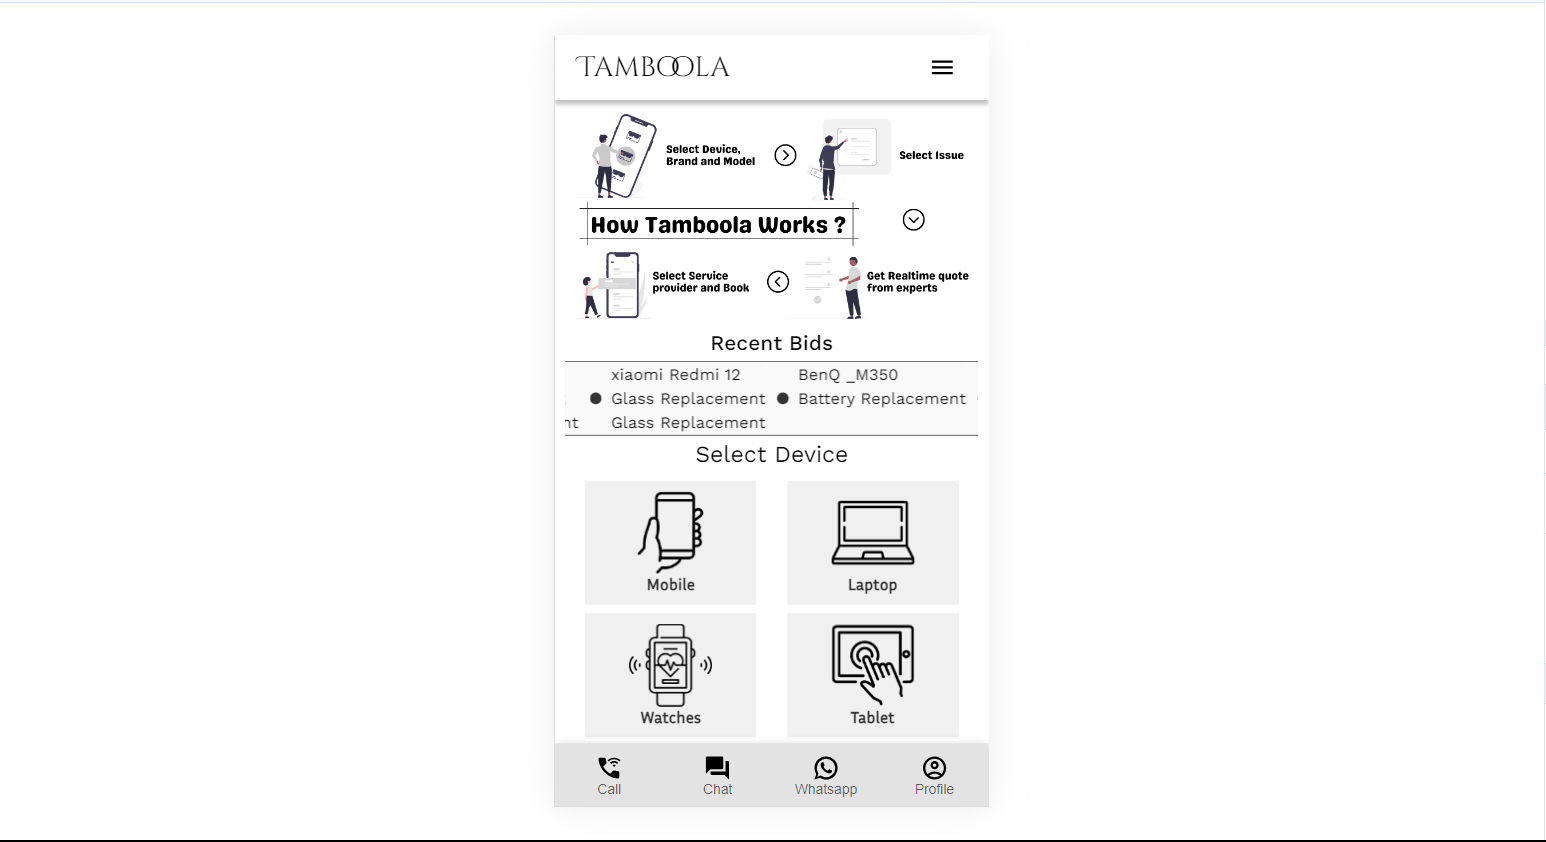 TAMBOOLA
Select Device,
Brand and Model
Select Issue
How Tamboola Works ?
Select Service
provider and Book
Get Realtime quote
from experts
Recent Bids
xiaomi Redmi 12
BenQ _M350
Glass Replacement
Battery Replacement
nt
Glass Replacement
Select Device
Mobile
Laptop
Watches
Tablet
Call
Chat
Whatsapp
Profile